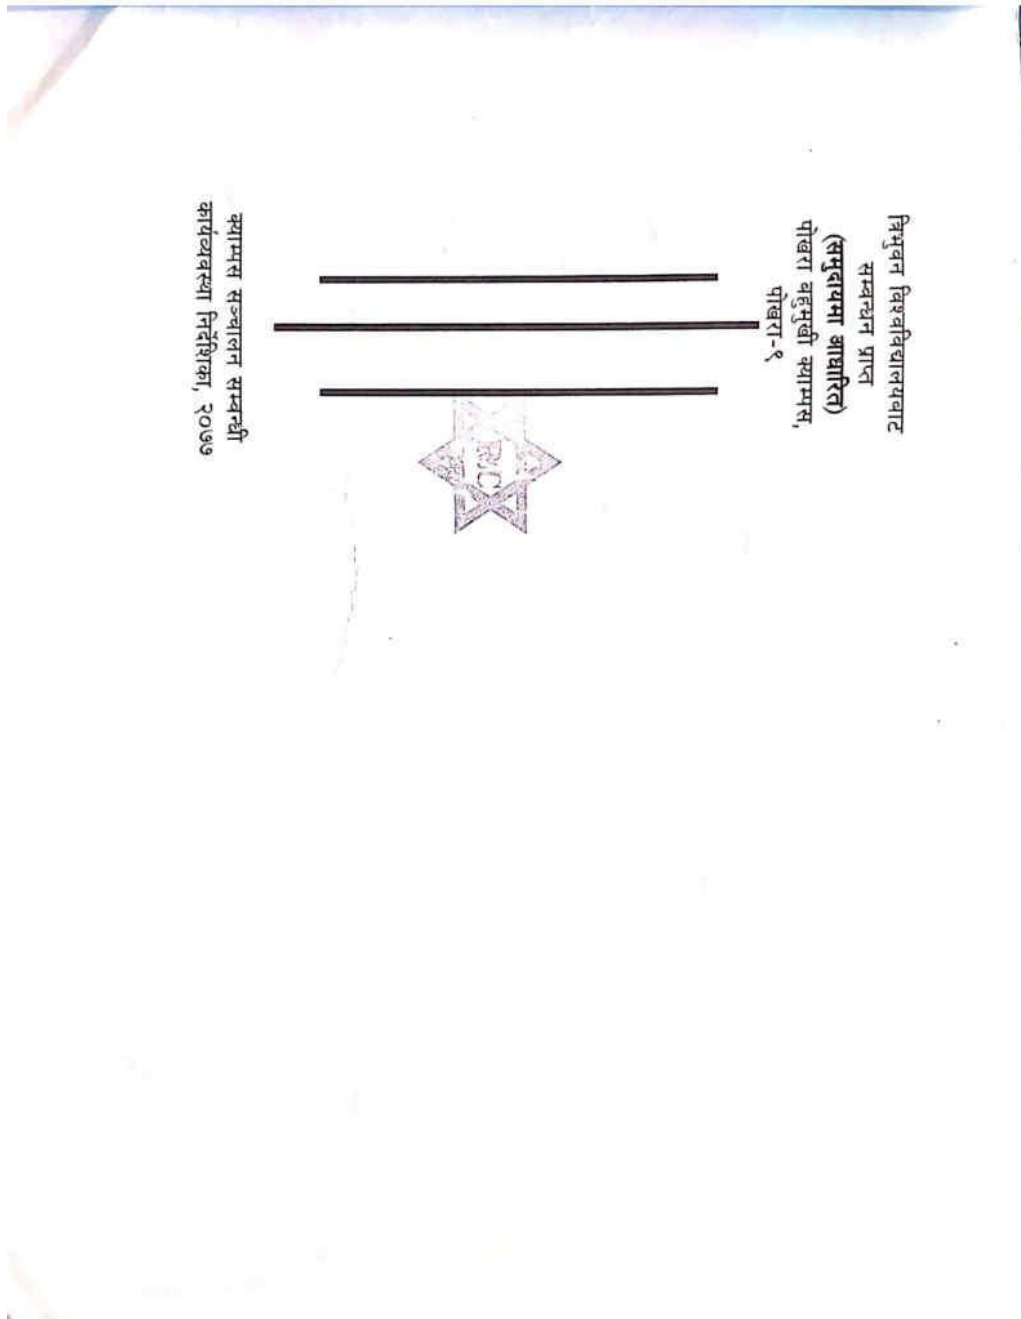 त्रिभुवन विश्वविद्यालयबाट
सम्बन्धन प्राप्त
(समुदायमा आधारित)
पोखरा बहुमुखी क्याम्पस,
पोखरा-९
क्याम्पस सञ्चालन सम्बन्धी
कार्यव्यवस्था निर्देशिका, २०७७